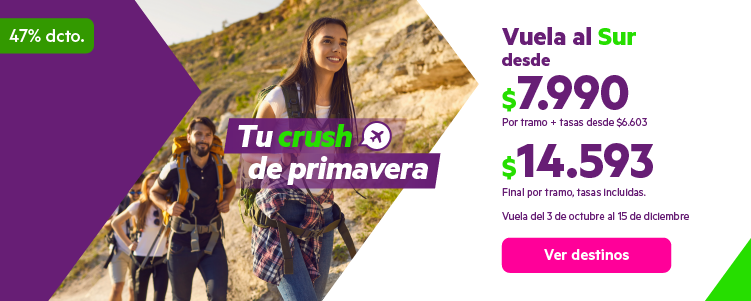 47% dcto.
Tu crush
de primavera
Vuela al Sur
desde
$7.990
Por tramo + tasas desde $6.603
$14.593
Final por tramo, tasas incluidas.
Vuela del 3 de octubre al 15 de diciembre
Ver destinos